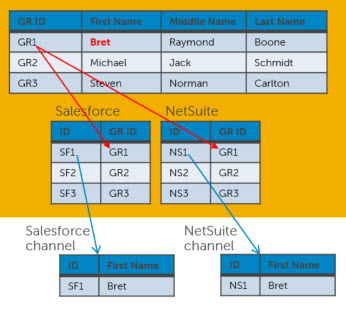 GR ID First Name Middle Name Last Name
GR1 Bret Raymond Boone
GR2 Michael Jack Schmidt
GR3 Steven Norman Carlton
Salesforce NetSuite
ID GR ID ID GR ID
SF1 GR1 NS1 GR1
SF2 GR2 NS2 GR2
SF3 GR3 NS3 GR3
Salesforce NetSuite
channel channel
ID First Name ID First Name
SF1 Bret NS1 Bret